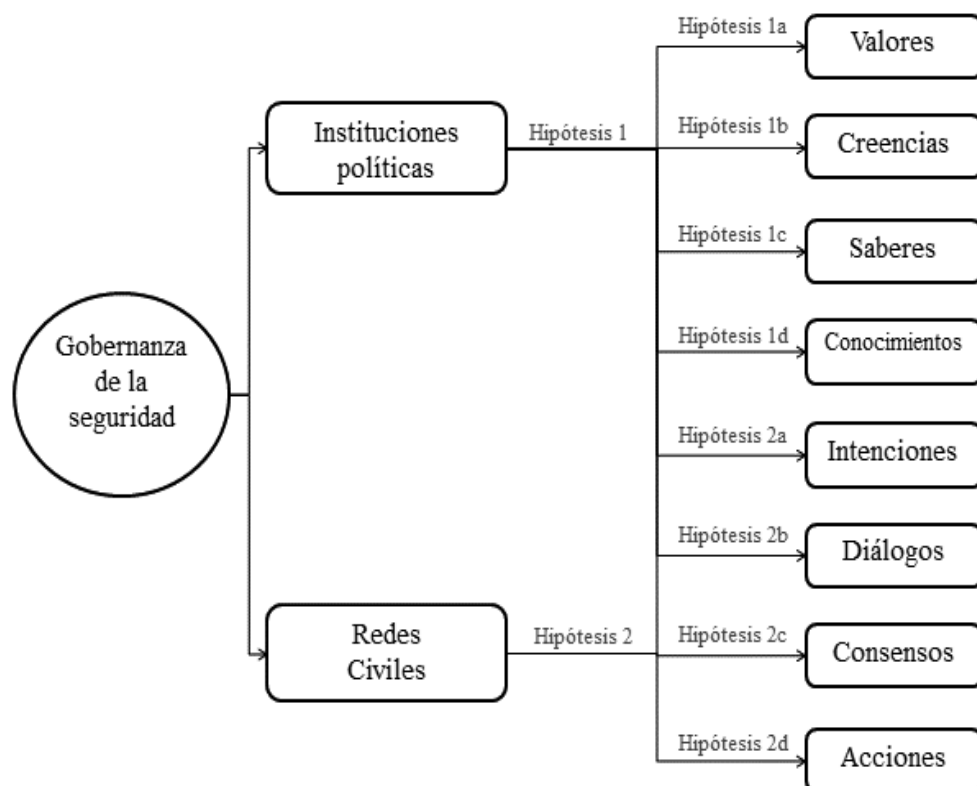 Gobernanza
de la
seguridad
Instituciones
políticas
Hipótesis 1
Redes
Civiles
Hipótesis 2
Hipótesis 1a
Valores
Hipótesis 1b
Creencias
Hipótesis 1c
Saberes
Hipótesis 1d
Conocimientos
Hipótesis 2a
Intenciones
Hipótesis 2b
Diálogos
Hipótesis 2c
Consensos
Hipótesis 2d
Acciones